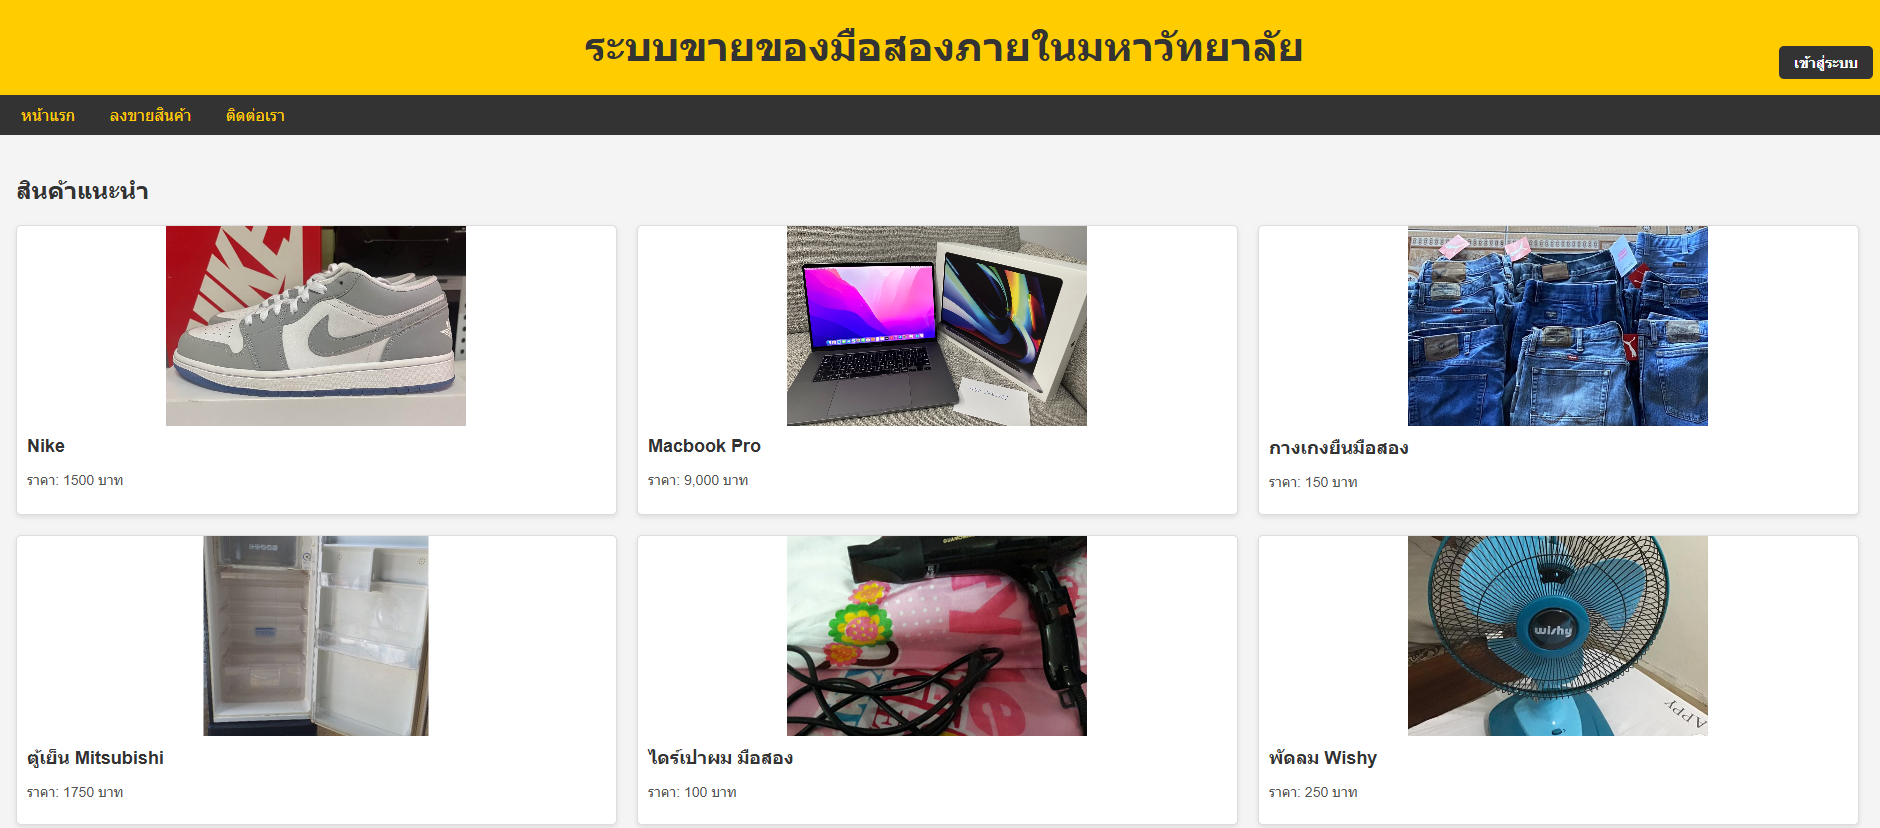 ระบบขายของมือสองภายในมหาวิทยาลัย
เข้าสู่ระบบ
หน้าแรก ลงขายสินค้า ติดต่อเรา
สินค้าแนะนำ
NIKE
Nike
ราคา: 1500 บาท
Macbook Pro
ราคา: 9,000 บาท
กางเกงยีนมือสอง
ราคา: 150 บาท
ตู้เย็น Mitsubishi
ราคา: 1750 บาท
ไดร์เป่าผม มือสอง
ราคา: 100 บาท
wishy
APPY
พัดลม Wishy
ราคา: 250 บาท